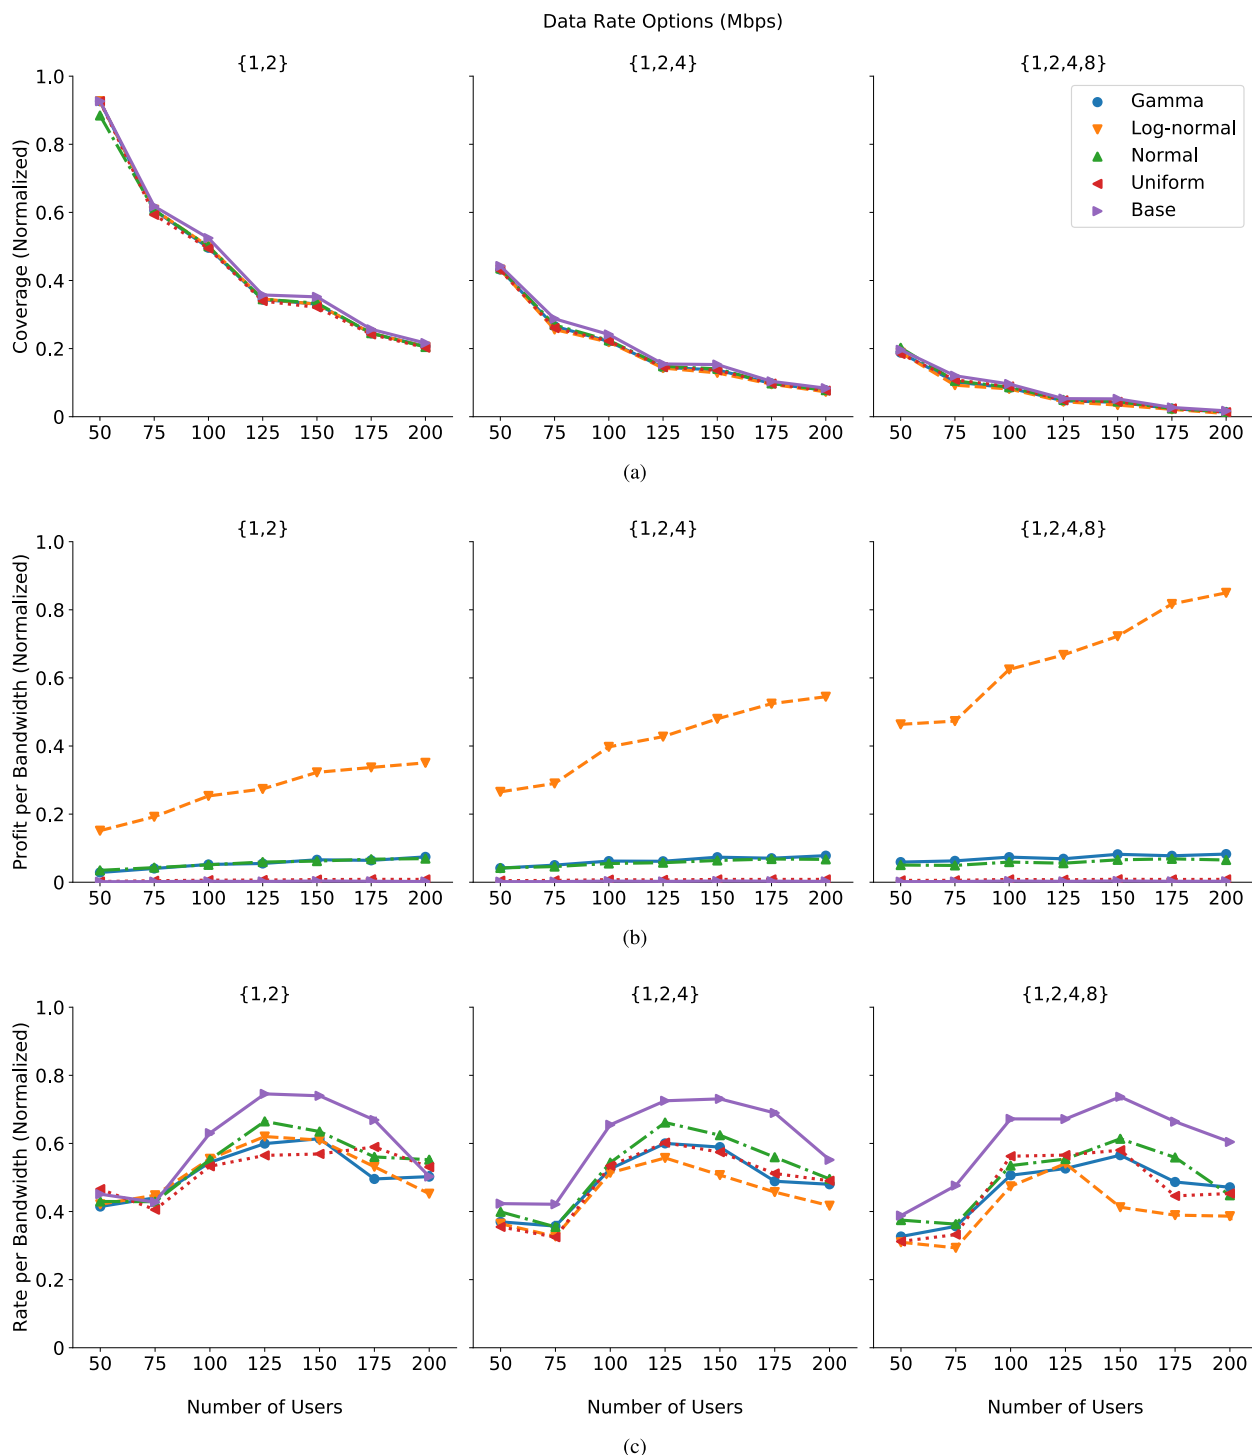 Data Rate Options (Mbps)
{1,2}
{1,2,4}
{1,2,4,8}
Coverage (Normalized)
1.0
0.8
0.6
0.4
0.2
0
Gamma
Log-normal
Normal
Uniform
Base
50 75 100 125 150 175 200
50 75 100 125 150 175 200
50 75 100 125 150 175 200
(a)
{1,2}
{1,2,4}
{1,2,4,8}
Profit per Bandwidth (Normalized)
1.0
0.8
0.6
0.4
0.2
0
50 75 100 125 150 175 200
50 75 100 125 150 175 200
50 75 100 125 150 175 200
(b)
{1,2}
{1,2,4}
{1,2,4,8}
Rate per Bandwidth (Normalized)
1.0
0.8
0.6
0.4
0.2
0
50 75 100 125 150 175 200
50 75 100 125 150 175 200
50 75 100 125 150 175 200
Number of Users
Number of Users
Number of Users
(c)